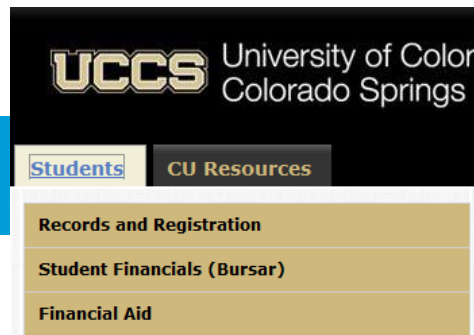 UCCS
University of Color
Colorado Springs
Students
CU Resources
Records and Registration
Student Financials (Bursar)
Financial Aid